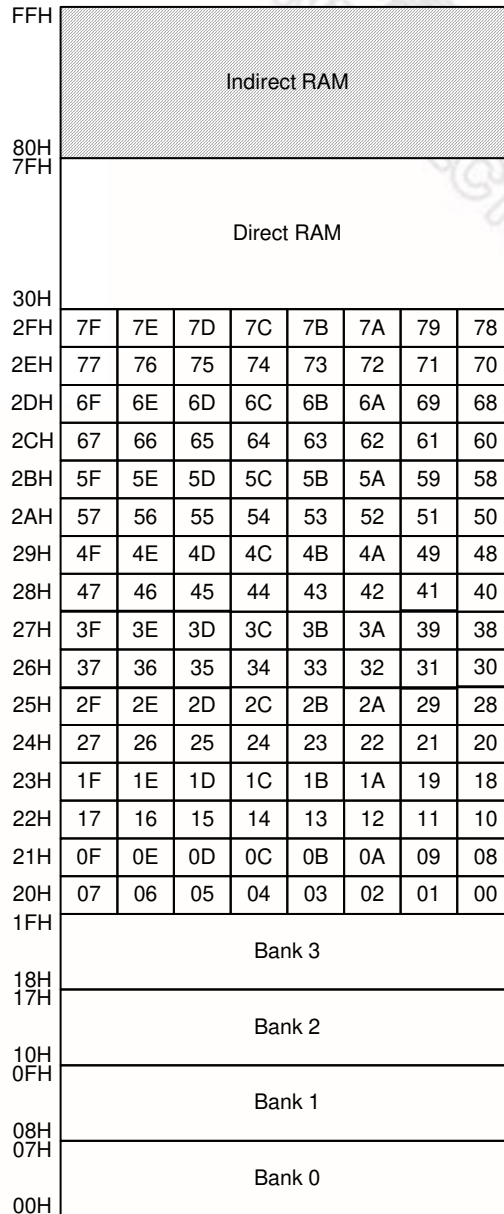 FFH
Indirect RAM
80H
7FH
Direct RAM
30H
2FH 7F 7E 7D 7C 7B 7A 79 78
2EH 77 76 75 74 73 72 71 70
2DH 6F 6E 6D 6C 6B 6A 69 68
2CH 67 66 65 64 63 62 61 60
2BH 5F 5E 5D 5C 5B 5A 59 58
2AH 57 56 55 54 53 52 51 50
29H 4F 4E 4D 4C 4B 4A 49 48
28H 47 46 45 44 43 42 41 40
27H 3F 3E 3D 3C 3B 3A 39 38
26H 37 36 35 34 33 32 31 30
25H 2F 2E 2D 2C 2B 2A 29 28
24H 27 26 25 24 23 22 21 20
23H 1F 1E 1D 1C 1B 1A 19 18
22H 17 16 15 14 13 12 11 10
21H 0F 0E 0D 0C 0B 0A 09 08
20H 07 06 05 04 03 02 01 00
1FH
Bank 3
18H
17H
Bank 2
10H
0FH
Bank 1
08H
07H
Bank 0
00H